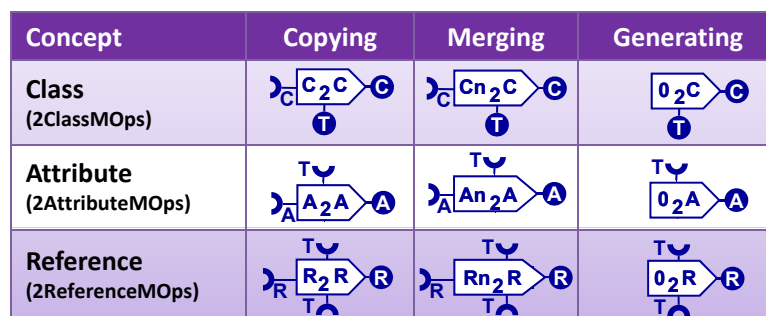 Concept Copying Merging Generating
Class C C2C C C Cn2C C 02C C
(2ClassMOps) T T T
Attribute T T T
(2AttributeMOps) A A2A A A An2A A 02A A
Reference T T T
(2ReferenceMOps) R R2R R R Rn2R R 02R R
T T T